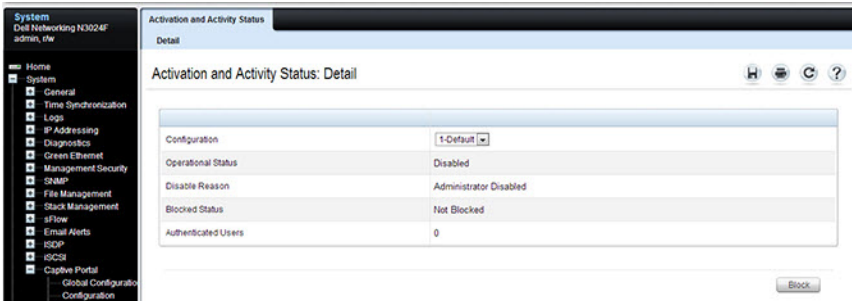 System
Dell Networking N3024F
admin, r/w
Home
System
General
Time Synchronization
Logs
IP Addressing
Diagnostics
Green Ethernet
Management Security
SNMP
File Management
Stack Management
sFlow
Email Alerts
ISDP
iSCSI
Captive Portal
Global Configuratio
Configuration
Activation and Activity Status
Detail
Activation and Activity Status: Detail
Configuration 1-Default
Operational Status Disabled
Disable Reason Administrator Disabled
Blocked Status Not Blocked
Authenticated Users 0
Block